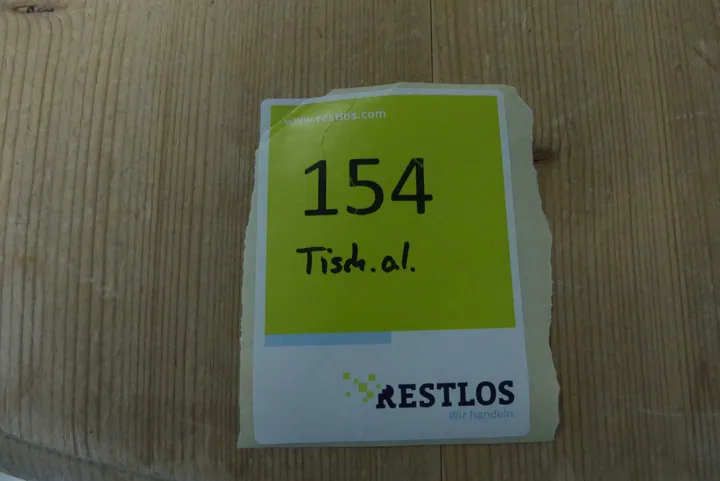 www.restlos.com
154
Tisch.al.
RESTLOS
Wir handeln.